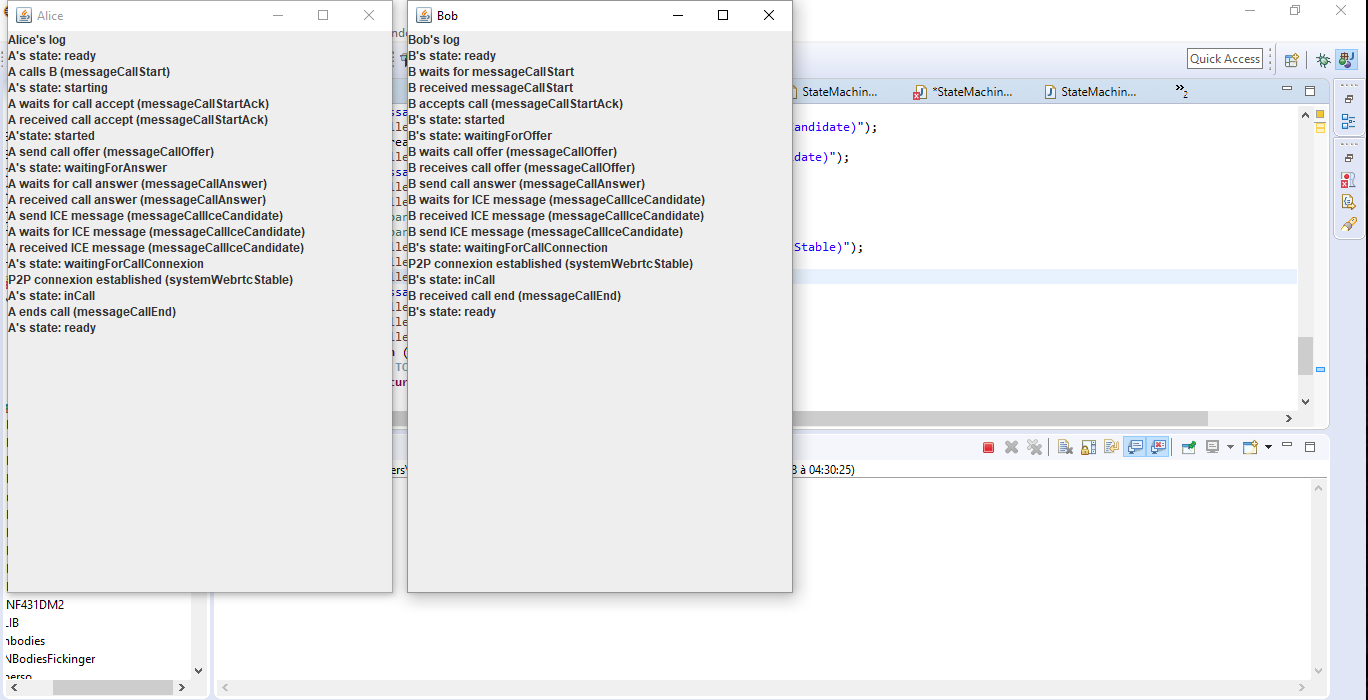 Alice
Alice's log
A's state: ready
A calls B (messageCallStart)
A's state: starting
A waits for call accept (messageCallStartAck)
A received call accept (messageCallStartAck)
A'state: started
A send call offer (messageCallOffer)
A's state: waitingForAnswer
A waits for call answer (messageCallAnswer)
A received call answer (messageCallAnswer)
A send ICE message (messageCallIceCandidate)
A waits for ICE message (messageCallIceCandidate)
A received ICE message (messageCallIceCandidate)
A's state: waitingForCallConnexion
P2P connexion established (systemWebrtcStable)
A's state: inCall
A ends call (messageCallEnd)
A's state: ready
Bob
Bob's log
B's state: ready
B waits for messageCallStart
B received messageCallStart
B accepts call (messageCallStartAck)
B's state: started
B's state: waitingForOffer
B waits call offer (messageCallOffer)
B receives call offer (messageCallOffer)
B send call answer (messageCallAnswer)
B waits for ICE message (messageCallIceCandidate)
B received ICE message (messageCallIceCandidate)
B send ICE message (messageCallIceCandidate)
B's state: waitingForCallConnection
P2P connexion established (systemWebrtcStable)
B's state: inCall
B received call end (messageCallEnd)
B's state: ready
Quick Access
StateMachin... *StateMachin... StateMachin... »2
andidate)");
date)");
Stable)");
à 04:30:25)
NF431DM2
LIB
nbodies
NBodiesFickinger